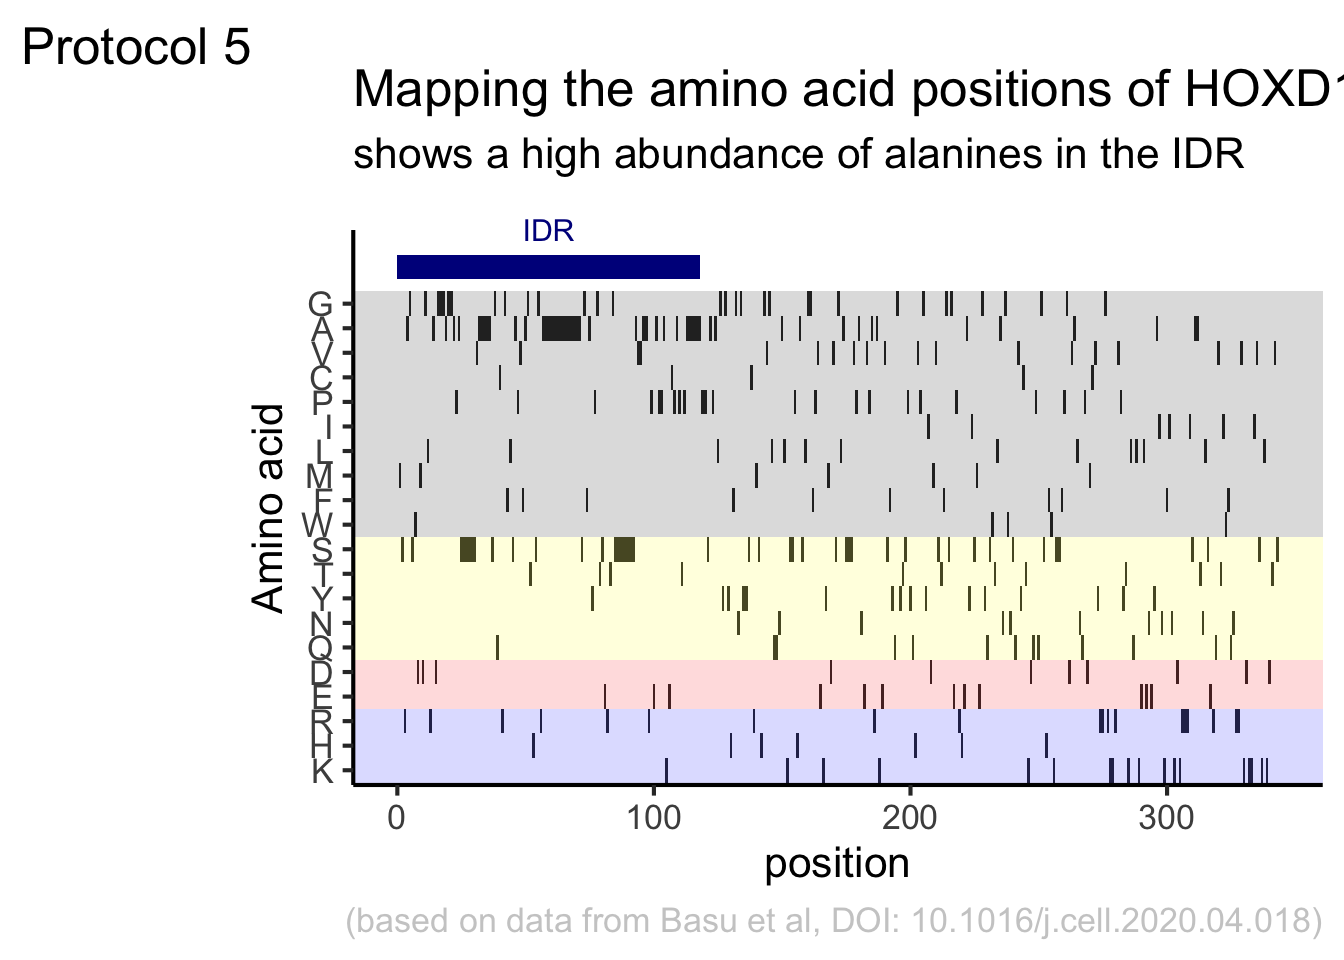 Protocol 5
Mapping the amino acid positions of HOXD1
shows a high abundance of alanines in the IDR
IDR
G
A
V
C
P
I
L
M
F
W
S
T
Y
N
Q
D
E
R
H
K
Amino acid
0 100 200 300
position
(based on data from Basu et al, DOI: 10.1016/j.cell.2020.04.018)